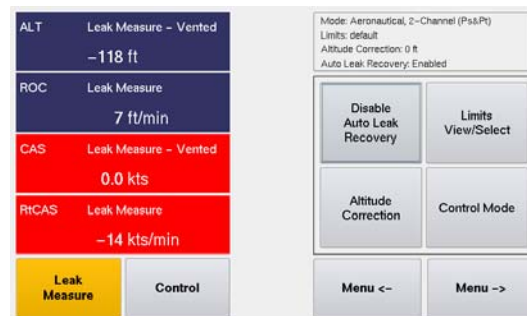 ALT Leak Measure - Vented
-118 ft
ROC Leak Measure
7 ft/min
CAS Leak Measure - Vented
0.0 kts
RtCAS Leak Measure
-14 kts/min
Leak
Measure
Control
Mode: Aeronautical, 2-Channel (Ps&Pt)
Limits: default
Altitude Correction: 0 ft
Auto Leak Recovery: Enabled
Disable
Auto Leak
Recovery
Limits
View/Select
Altitude
Correction
Control Mode
Menu <-
Menu ->